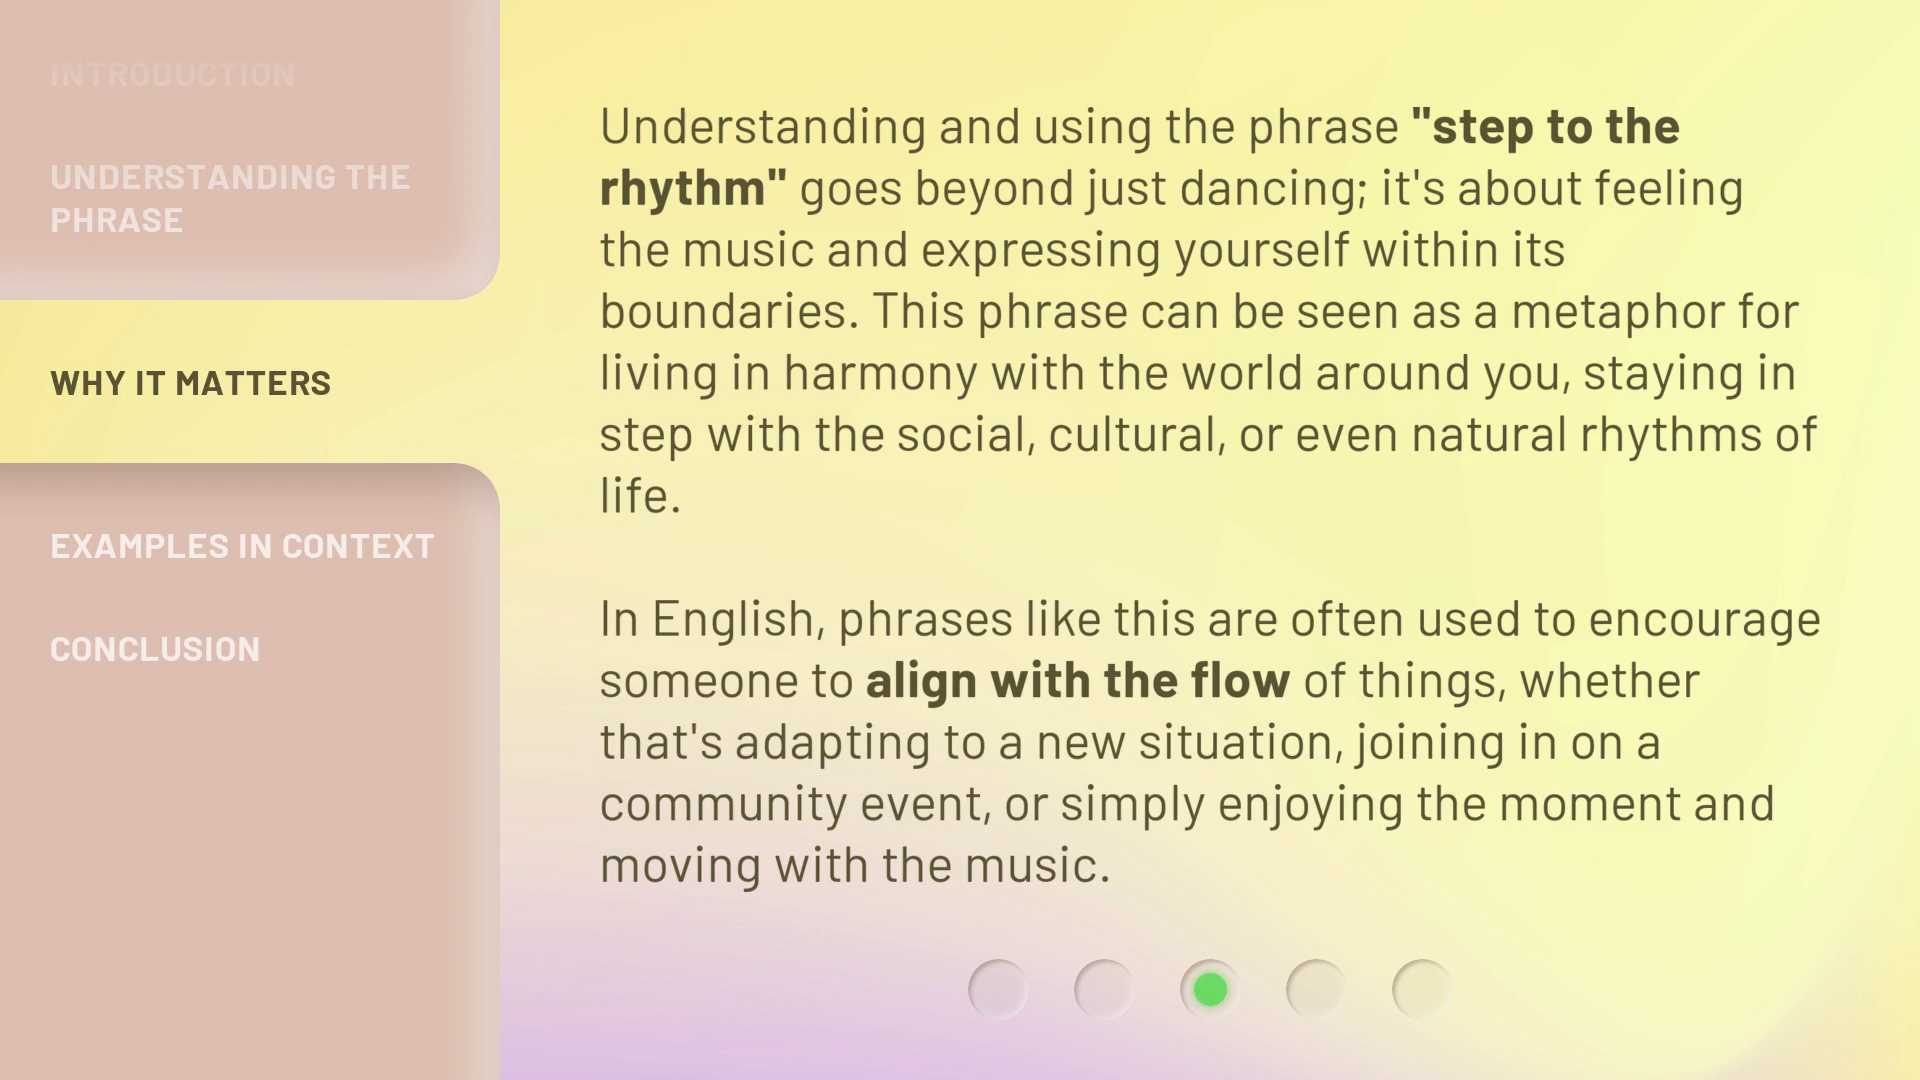 INTRODUCTION
UNDERSTANDING THE
PHRASE
WHY IT MATTERS
EXAMPLES IN CONTEXT
CONCLUSION
Understanding and using the phrase "step to the
rhythm" goes beyond just dancing; it's about feeling
the music and expressing yourself within its
boundaries. This phrase can be seen as a metaphor for
living in harmony with the world around you, staying in
step with the social, cultural, or even natural rhythms of
life.
In English, phrases like this are often used to encourage
someone to align with the flow of things, whether
that's adapting to a new situation, joining in on a
community event, or simply enjoying the moment and
moving with the music.